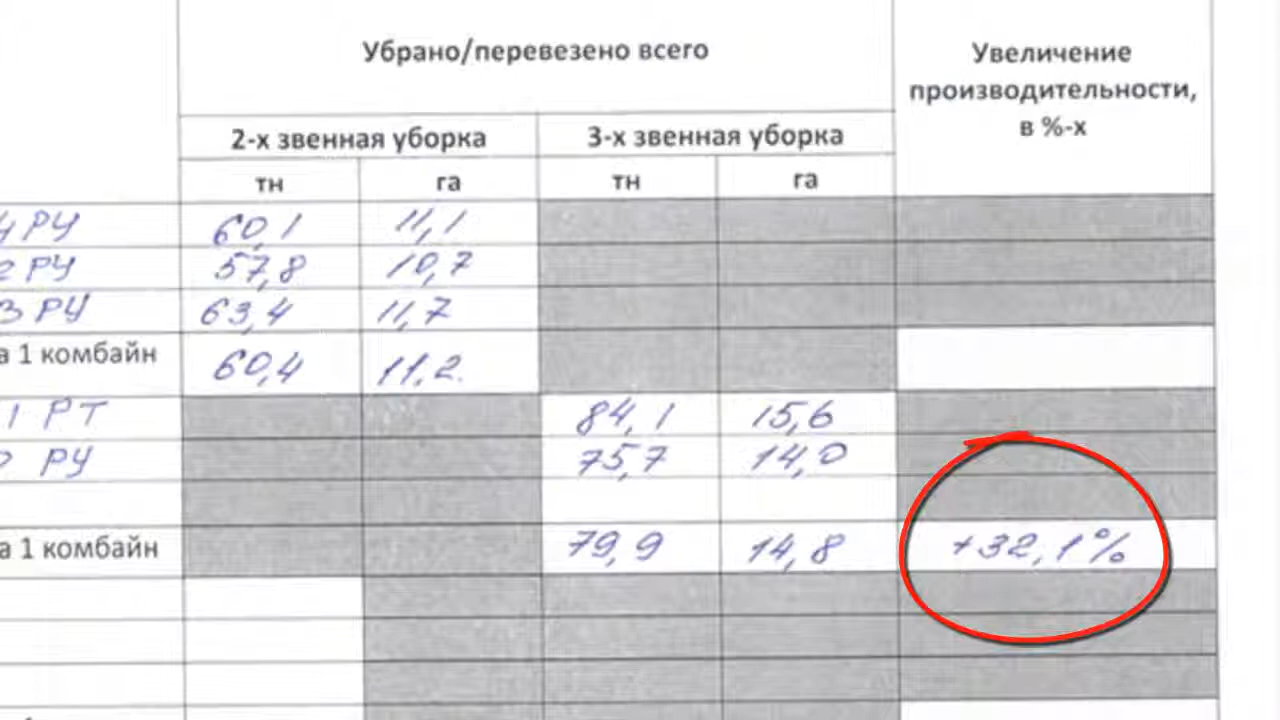 Убрано/перевезено всего
Увеличение производительности, в %-х
2-х звенная уборка 3-х звенная уборка
тн га тн га
РУ 60,1 11,1
2 РУ 57,8 10,7
3 РУ 63,4 11,7
а 1 комбайн 60,4 11,2.
1 РТ 84,1 15,6
РУ 75,7 14,0
а 1 комбайн 79,9 14,8 +32,1%